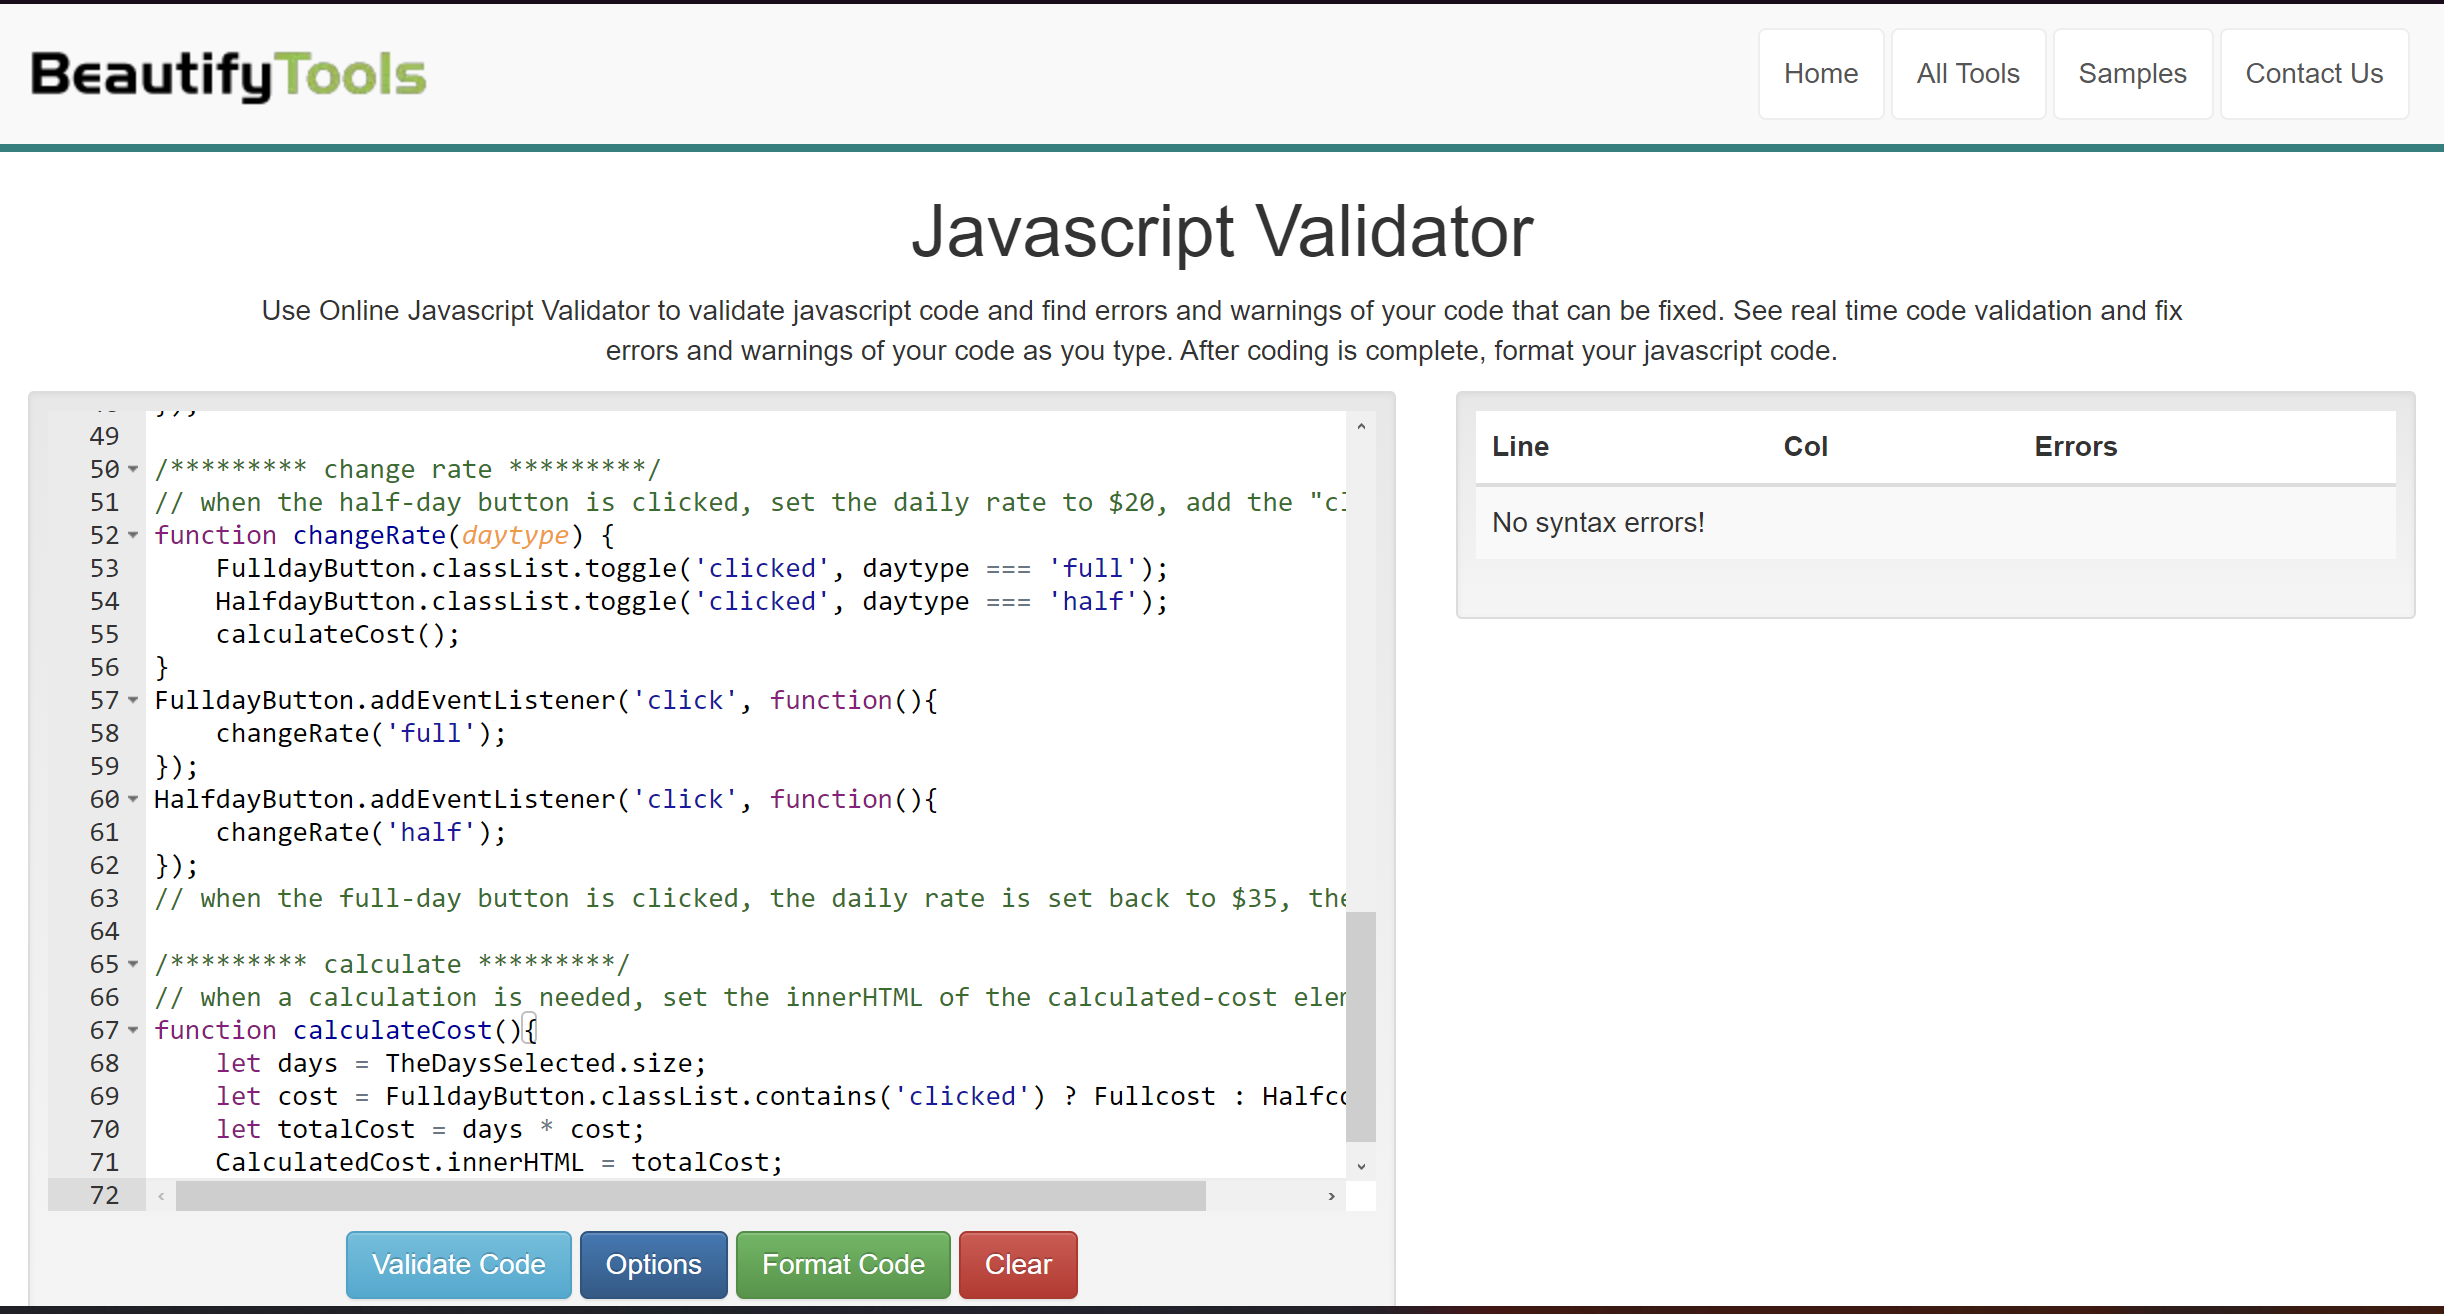 BeautifyTools
Home
All Tools
Samples
Contact Us
Javascript Validator
Use Online Javascript Validator to validate javascript code and find errors and warnings of your code that can be fixed. See real time code validation and fix
errors and warnings of your code as you type. After coding is complete, format your javascript code.
49
50 /********* change rate *********/
51 // when the half-day button is clicked, set the daily rate to $20, add the "cl
52 function changeRate(daytype) {
53 FulldayButton.classList.toggle('clicked', daytype === 'full');
54 HalfdayButton.classList.toggle('clicked', daytype === 'half');
55 calculateCost();
56 }
57 FulldayButton.addEventListener('click', function(){
58 changeRate('full');
59 });
60 HalfdayButton.addEventListener('click', function(){
61 changeRate('half');
62 });
63 // when the full-day button is clicked, the daily rate is set back to $35, the
64
65 /********* calculate *********/
66 // when a calculation is needed, set the innerHTML of the calculated-cost
67 function calculateCost(){
68 let days = TheDaysSelected.size;
69 let cost = FulldayButton.classList.contains('clicked') ? Fullcost :
70 let totalCost = days * cost;
71 CalculatedCost.innerHTML = totalCost;
72
Line Col Errors
No syntax errors!
Validate Code
Options
Format Code
Clear